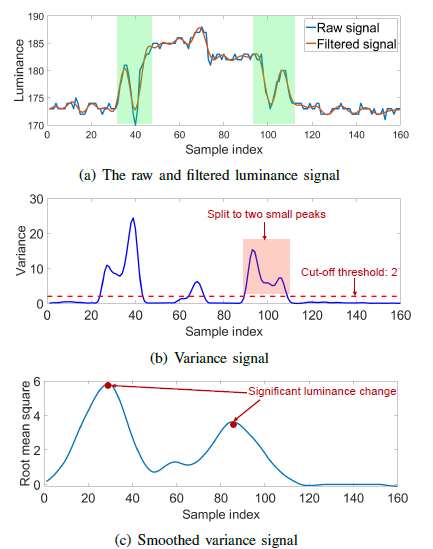 190
185
180
175
170
Luminance
Raw signal
Filtered signal
0 20 40 60 80 100 120 140 160
Sample index
(a) The raw and filtered luminance signal
30
20
10
0
Variance
Split to two small peaks
Cut-off threshold: 2
0 20 40 60 80 100 120 140 160
Sample index
(b) Variance signal
6
4
2
0
Root mean square
Significant luminance change
0 20 40 60 80 100 120 140 160
Sample index
(c) Smoothed variance signal